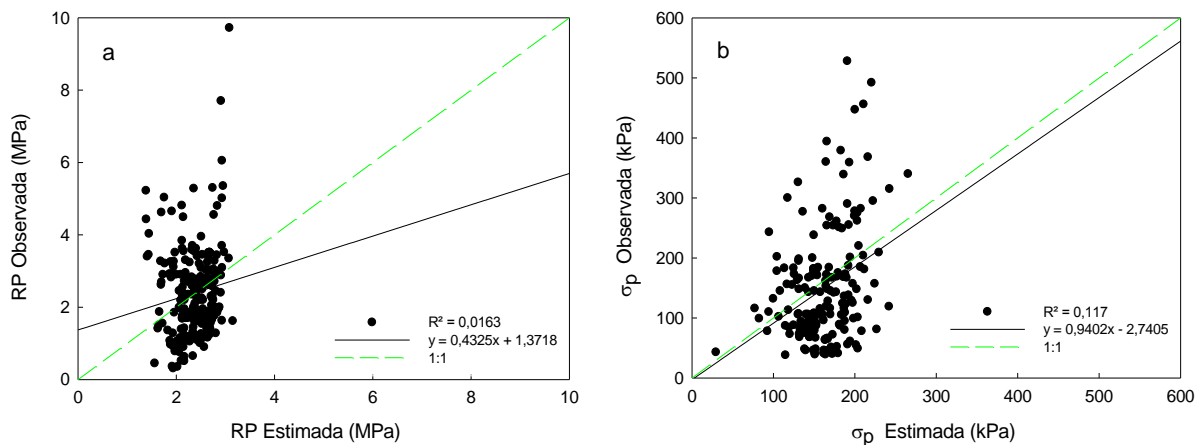 a
RP Observada (MPa)
10
8
6
4
2
0
R² = 0,0163
y = 0,4325x + 1,3718
1:1
0 2 4 6 8 10
RP Estimada (MPa)
b
σp Observada (kPa)
600
500
400
300
200
100
0
R² = 0,117
y = 0,9402x - 2,7405
1:1
0 100 200 300 400 500 600
σp Estimada (kPa)